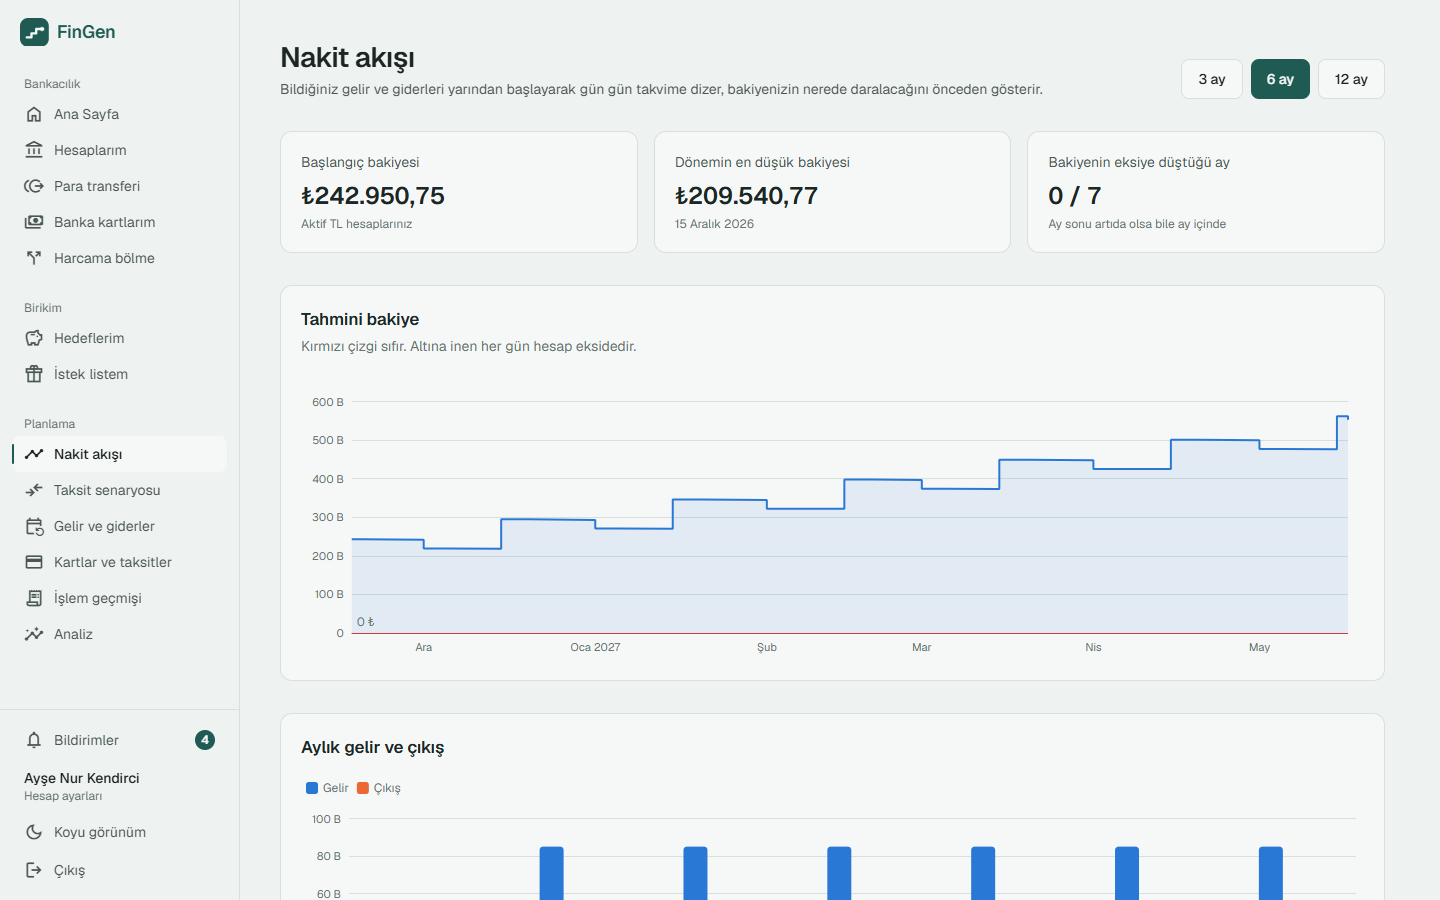 FinGen
Bankacılık
Ana Sayfa
Hesaplarım
Para transferi
Banka kartlarım
Harcama bölme
Birikim
Hedeflerim
İstek listem
Planlama
Nakit akışı
Taksit senaryosu
Gelir ve giderler
Kartlar ve taksitler
İşlem geçmişi
Analiz
Bildirimler 4
Ayşe Nur Kendirci
Hesap ayarları
Koyu görünüm
Çıkış
Nakit akışı
Bildiğiniz gelir ve giderleri yarından başlayarak gün gün takvime dizer, bakiyenizin nerede daralacağını önceden gösterir.
3 ay 6 ay 12 ay
Başlangıç bakiyesi
₺242.950,75
Aktif TL hesaplarınız
Dönemin en düşük bakiyesi
₺209.540,77
15 Aralık 2026
Bakiyenin eksiye düştüğü ay
0 / 7
Ay sonu artıda olsa bile ay içinde
Tahmini bakiye
Kırmızı çizgi sıfır. Altına inen her gün hesap eksidedir.
600 B
500 B
400 B
300 B
200 B
100 B
0 ₺
0
Ara Oca 2027 Şub Mar Nis May
Aylık gelir ve çıkış
Gelir Çıkış
100 B
80 B
60 B